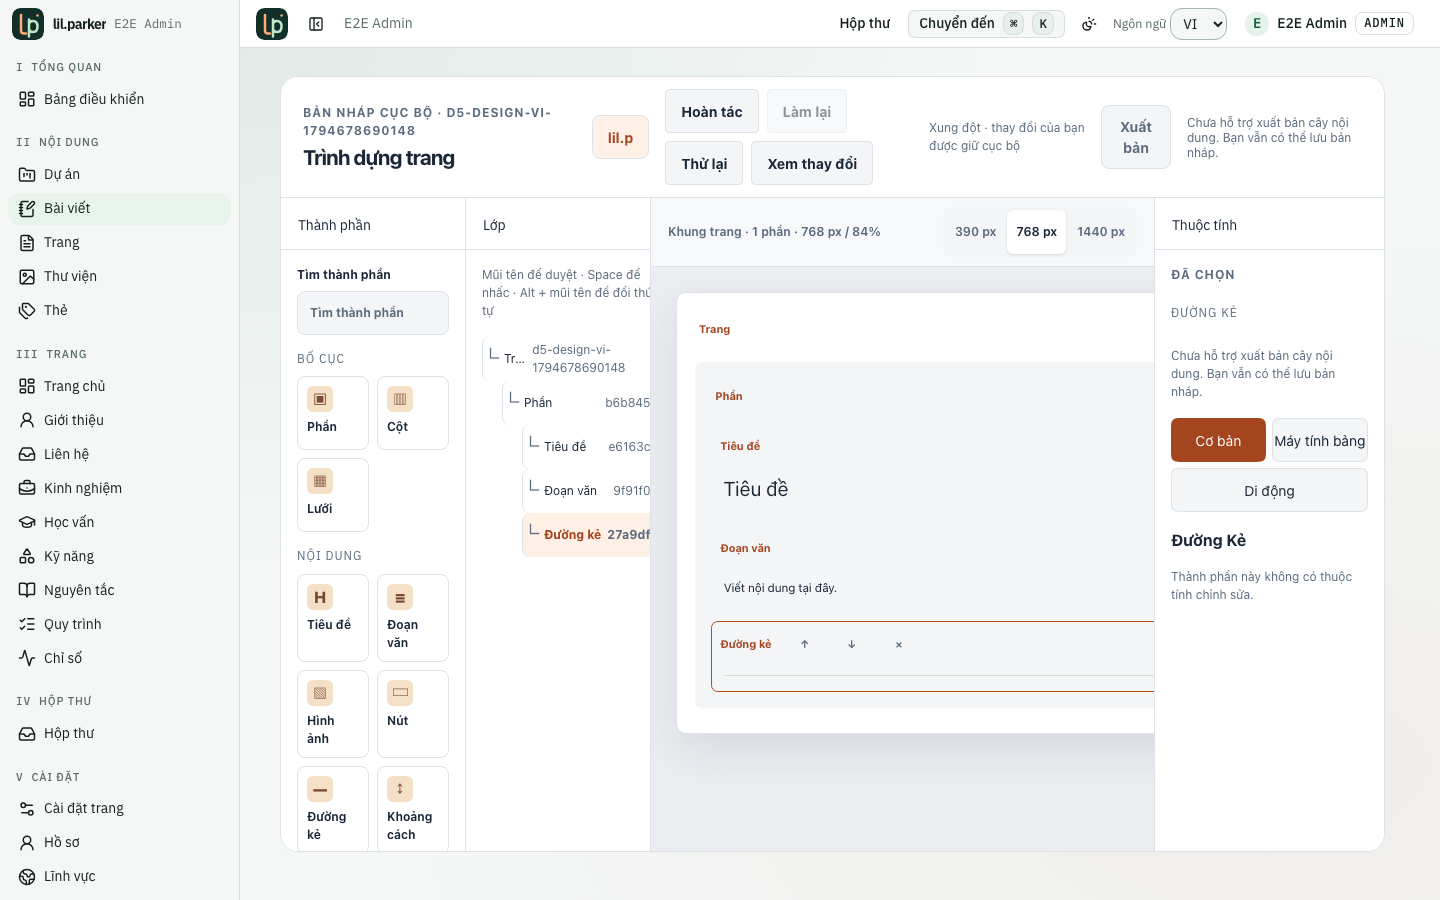 lil.parker E2E Admin
I TỔNG QUAN
Bảng điều khiển
II NỘI DUNG
Dự án
Bài viết
Trang
Thư viện
Thẻ
III TRANG
Trang chủ
Giới thiệu
Liên hệ
Kinh nghiệm
Học vấn
Kỹ năng
Nguyên tắc
Quy trình
Chỉ số
IV HỘP THƯ
Hộp thư
V CÀI ĐẶT
Cài đặt trang
Hồ sơ
Lĩnh vực
lp
E2E Admin
Hộp thư
Chuyển đến ⌘ K
Ngôn ngữ VI
E E2E Admin ADMIN
BẢN NHÁP CỤC BỘ · D5-DESIGN-VI-
1794678690148
Trình dựng trang
lil.p
Hoàn tác
Làm lại
Thử lại
Xem thay đổi
Xung đột · thay đổi của bạn
được giữ cục bộ
Xuất
bản
Chưa hỗ trợ xuất bản cây nội
dung. Bạn vẫn có thể lưu bản
nháp.
Thành phần
Tìm thành phần
Tìm thành phần
BỐ CỤC
Phần
Cột
Lưới
NỘI DUNG
H
Tiêu đề
Đoạn
văn
Hình
ảnh
Nút
Đường
kẻ
Khoảng
cách
Lớp
Mũi tên để duyệt · Space để
nhấc · Alt + mũi tên để đổi thứ
tự
Tr... d5-design-vi-
1794678690148
Phần b6b845
Tiêu đề e6163c
Đoạn văn 9f91f0
Đường kẻ 27a9df
Khung trang · 1 phần · 768 px / 84%
390 px
768 px
1440 px
Trang
Phần
Tiêu đề
Tiêu đề
Đoạn văn
Viết nội dung tại đây.
Đường kẻ ↑ ↓ ×
Thuộc tính
ĐÃ CHỌN
ĐƯỜNG KẺ
Chưa hỗ trợ xuất bản cây nội
dung. Bạn vẫn có thể lưu bản
nháp.
Cơ bản
Máy tính bảng
Di động
Đường Kẻ
Thành phần này không có thuộc
tính chỉnh sửa.